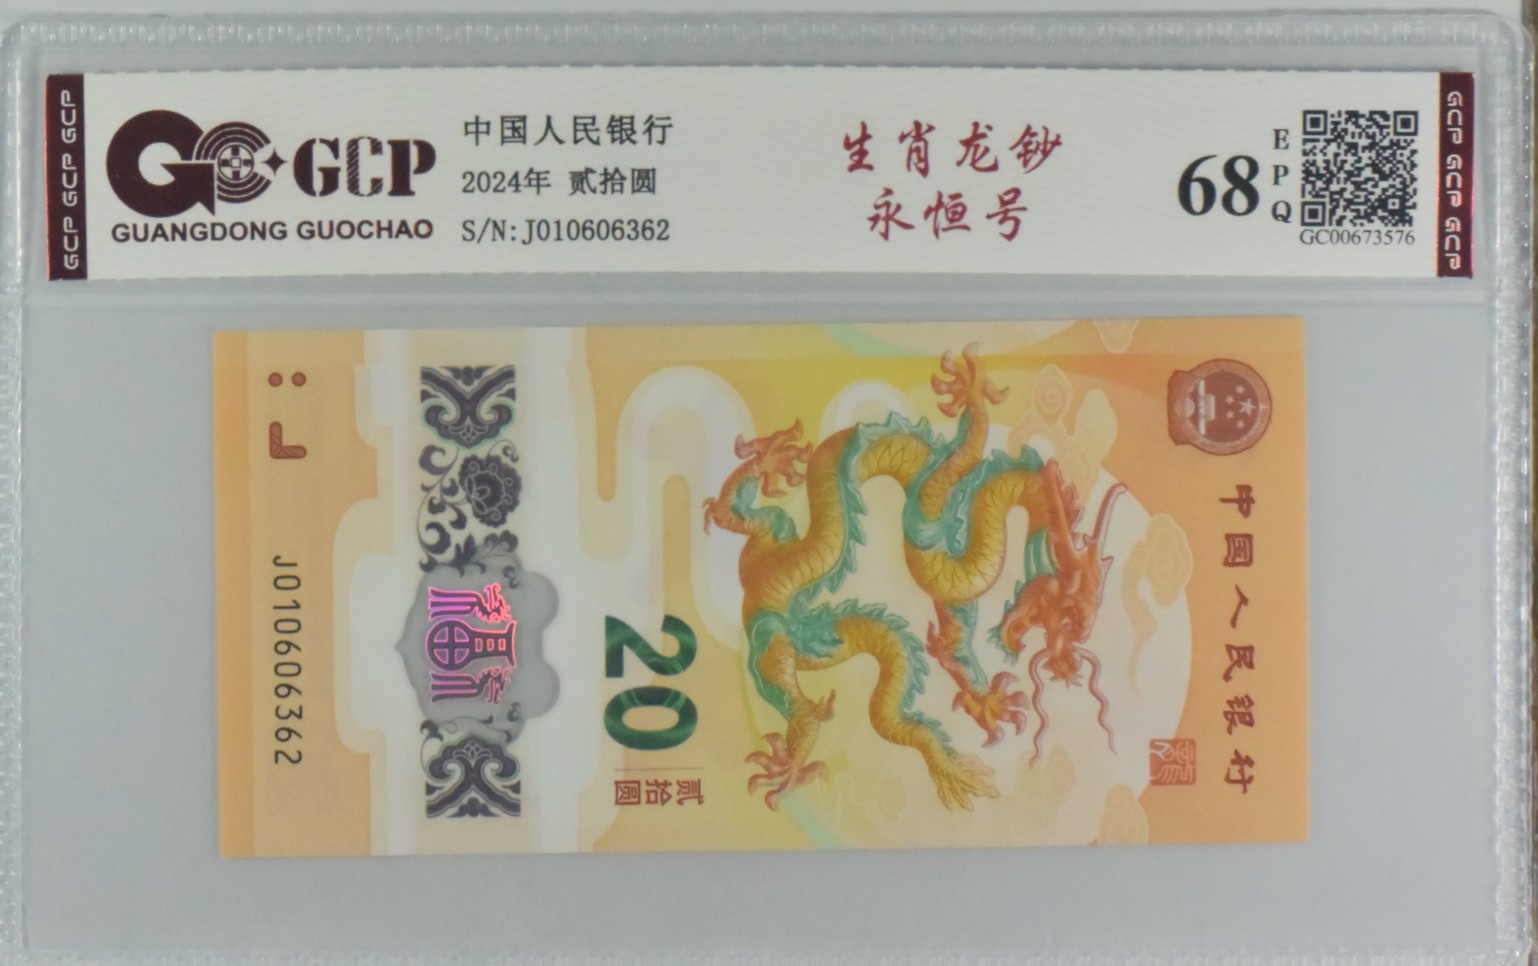 GCP GCP GCP
GCP
GUANGDONG GUOCHAO
中国人民银行
2024年 贰拾圆
S/N:J010606362
生肖龙钞
永恒号
68
EPQ
GC00673576
GCP GCP GCP
中国人民银行
20
贰拾圆
J010606362